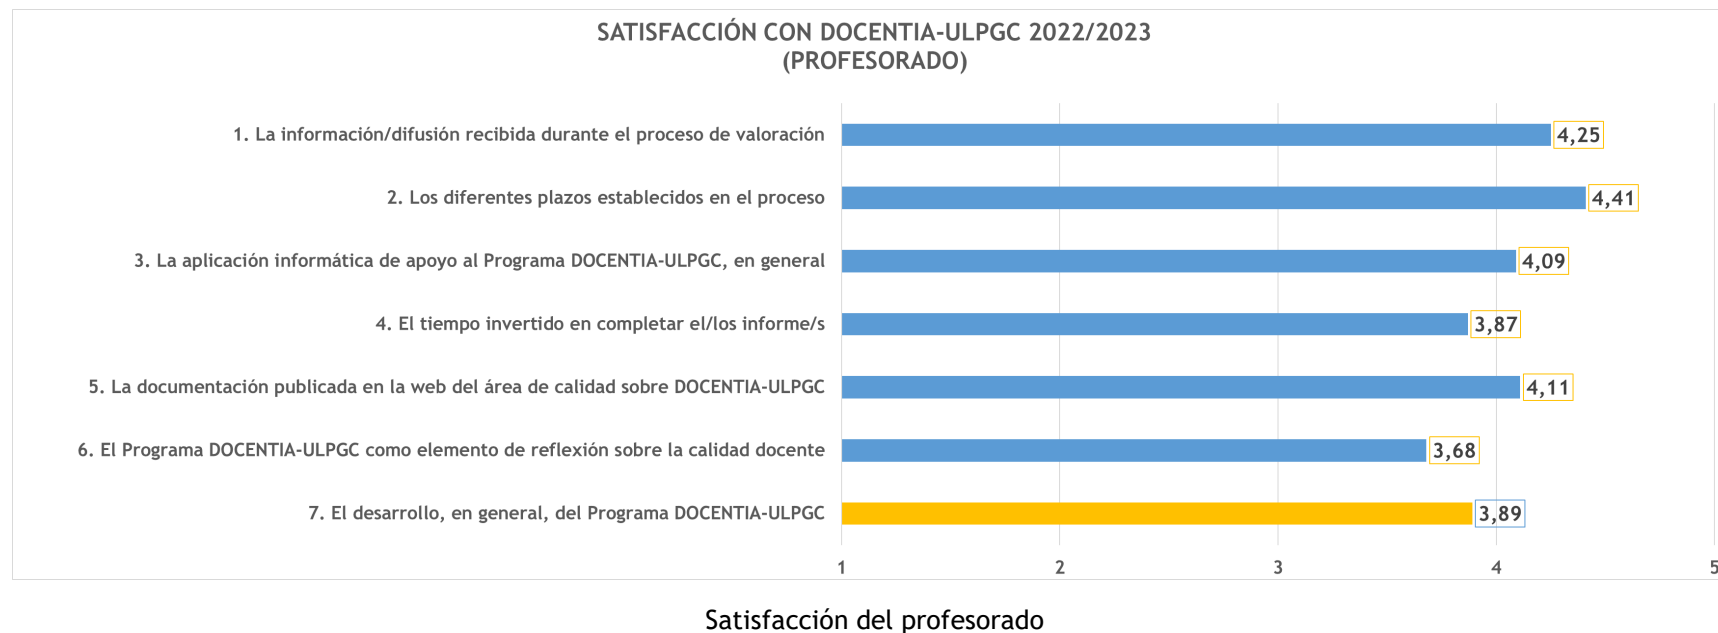 SATISFACCIÓN CON DOCENTIA-ULPGC 2022/2023
(PROFESORADO)
1. La información/difusión recibida durante el proceso de valoración 4,25
2. Los diferentes plazos establecidos en el proceso 4,41
3. La aplicación informática de apoyo al Programa DOCENTIA-ULPGC, en general 4,09
4. El tiempo invertido en completar el/los informe/s 3,87
5. La documentación publicada en la web del área de calidad sobre DOCENTIA-ULPGC 4,11
6. El Programa DOCENTIA-ULPGC como elemento de reflexión sobre la calidad docente 3,68
7. El desarrollo, en general, del Programa DOCENTIA-ULPGC 3,89
1 2 3 4 5
Satisfacción del profesorado